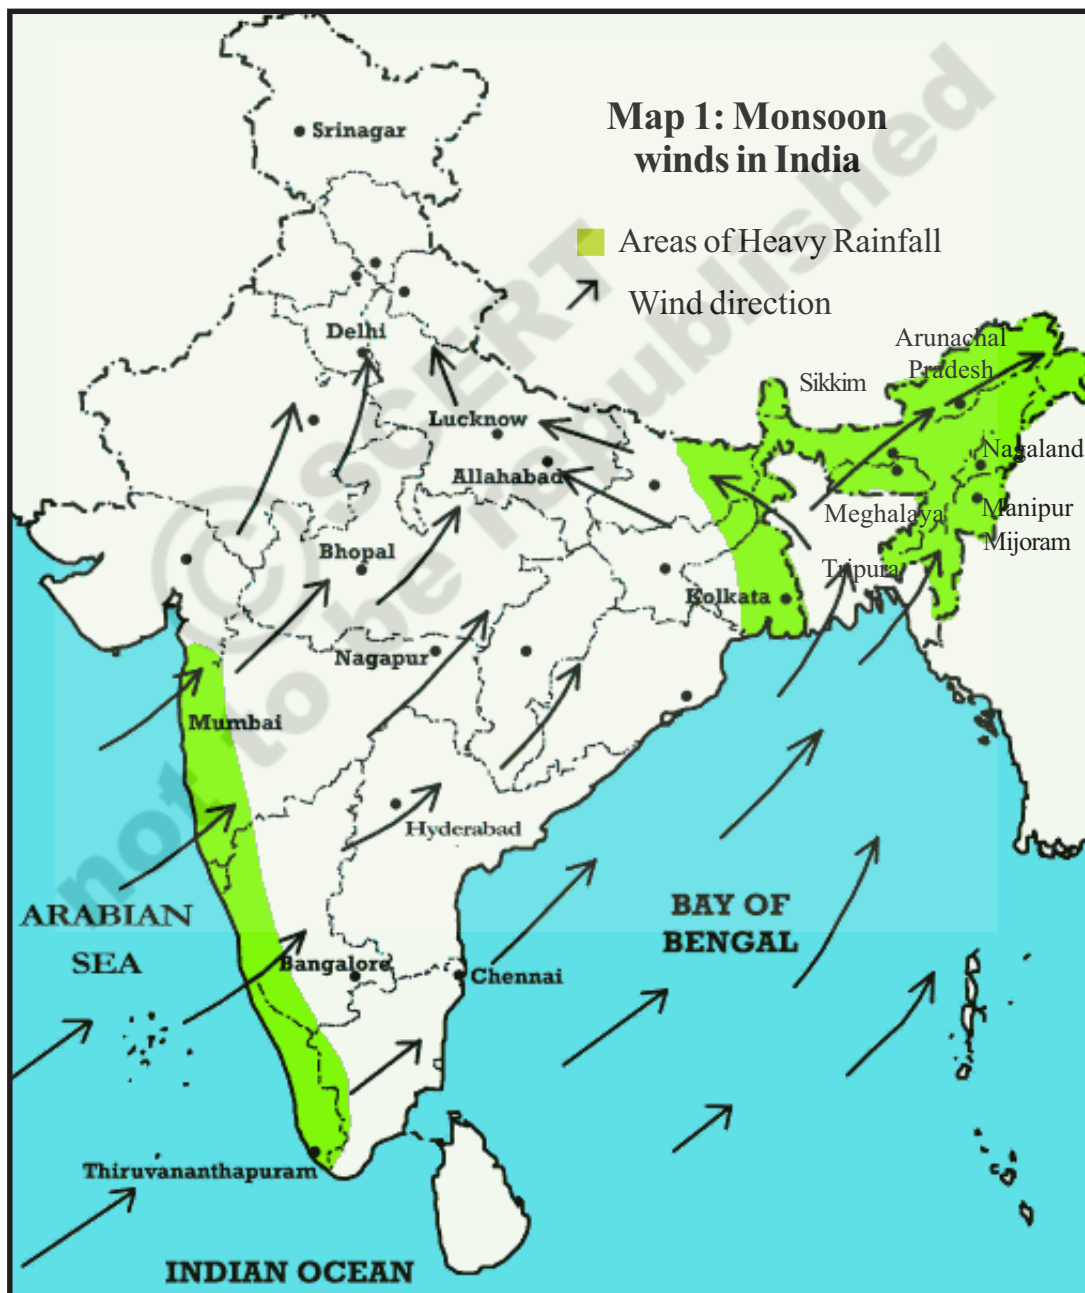 Srinagar
Map 1: Monsoon
winds in India
Areas of Heavy Rainfall
Wind direction
Delhi
Arunachal
Pradesh
Sikkim
Lucknow
Allahabad
Nagaland
Meghalaya
Manipur
Mijoram
Bhopal
Tripura
Kolkata
Nagapur
Mumbai
Hyderabad
ARABIAN
SEA
BAY OF
BENGAL
Bangalore
Chennai
Thiruvananthapuram
INDIAN OCEAN
©SCERT
not to be republished